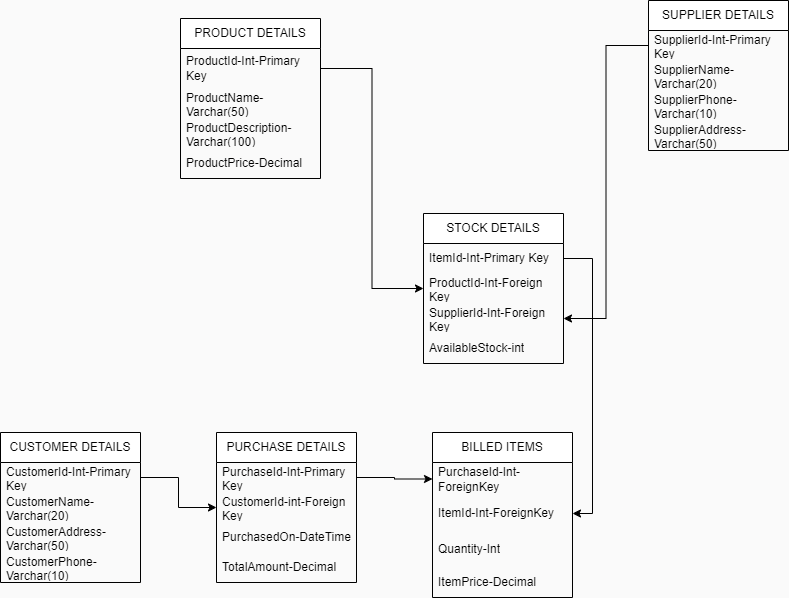 PRODUCT DETAILS
ProductId-Int-Primary
Key
ProductName-
Varchar(50)
ProductDescription-
Varchar(100)
ProductPrice-Decimal
SUPPLIER DETAILS
SupplierId-Int-Primary
Key
SupplierName-
Varchar(20)
SupplierPhone-
Varchar(10)
SupplierAddress-
Varchar(50)
STOCK DETAILS
ItemId-Int-Primary Key
ProductId-Int-Foreign
Key
SupplierId-Int-Foreign
Key
AvailableStock-int
CUSTOMER DETAILS
CustomerId-Int-Primary
Key
CustomerName-
Varchar(20)
CustomerAddress-
Varchar(50)
CustomerPhone-
Varchar(10)
PURCHASE DETAILS
PurchaseId-Int-Primary
Key
CustomerId-int-Foreign
Key
PurchasedOn-DateTime
TotalAmount-Decimal
BILLED ITEMS
PurchaseId-Int-
ForeignKey
ItemId-Int-ForeignKey
Quantity-Int
ItemPrice-Decimal